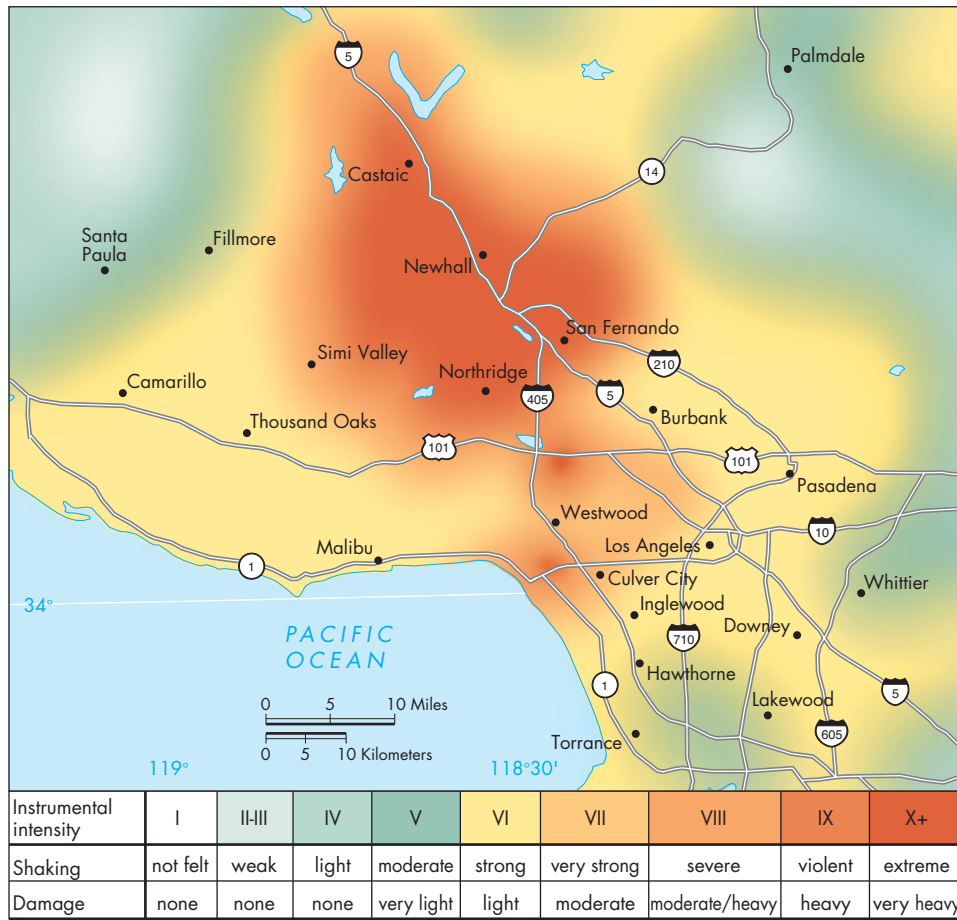 5
Palmdale
14
Castaic
Santa
Paula
Fillmore
Newhall
San Fernando
Simi Valley
210
Northridge
Camarillo
405
5
Burbank
Thousand Oaks
101
101
Pasadena
Westwood
10
Los Angeles
Malibu
1
Culver City
Whittier
34°
Inglewood
PACIFIC
OCEAN
710
Downey
Hawthorne
1
5
0 5 10 Miles
Lakewood
0 5 10 Kilometers
Torrance
605
119°
118°30'
Instrumental
intensity
I II-III IV V VI VII VIII IX X+
Shaking not felt weak light moderate strong very strong severe violent extreme
Damage none none none very light light moderate moderate/heavy heavy very heavy